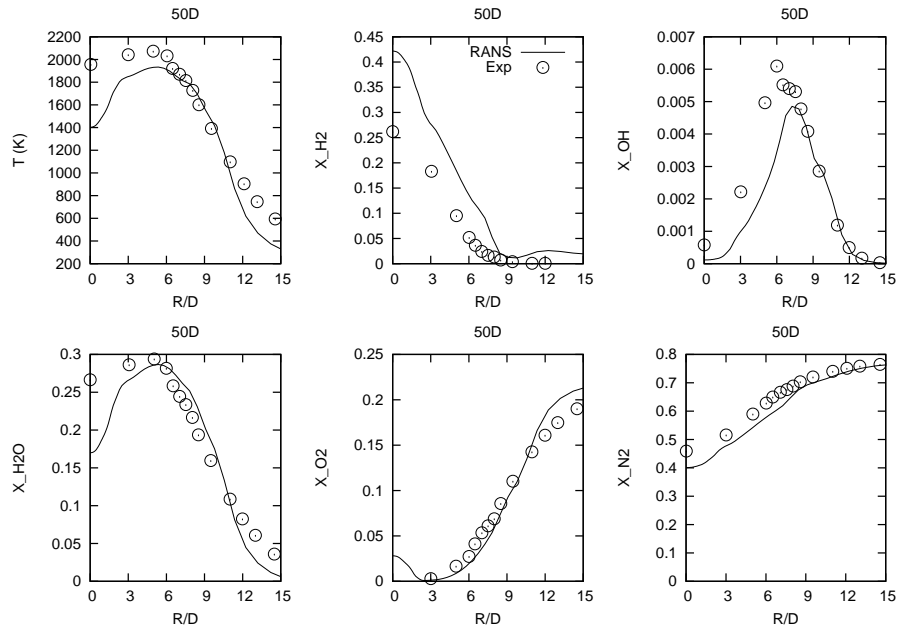 50D
2200
2000
1800
1600
1400
1200
1000
800
600
400
200
T (K)
0 3 6 9 12 15
R/D
50D
0.45
0.4
0.35
0.3
0.25
0.2
0.15
0.1
0.05
0
X_H2
RANS
Exp
0 3 6 9 12 15
R/D
50D
0.007
0.006
0.005
0.004
0.003
0.002
0.001
0
X_OH
0 3 6 9 12 15
R/D
50D
0.3
0.25
0.2
0.15
0.1
0.05
0
X_H2O
0 3 6 9 12 15
R/D
50D
0.25
0.2
0.15
0.1
0.05
0
X_O2
0 3 6 9 12 15
R/D
50D
0.8
0.7
0.6
0.5
0.4
0.3
0.2
0.1
0
X_N2
0 3 6 9 12 15
R/D